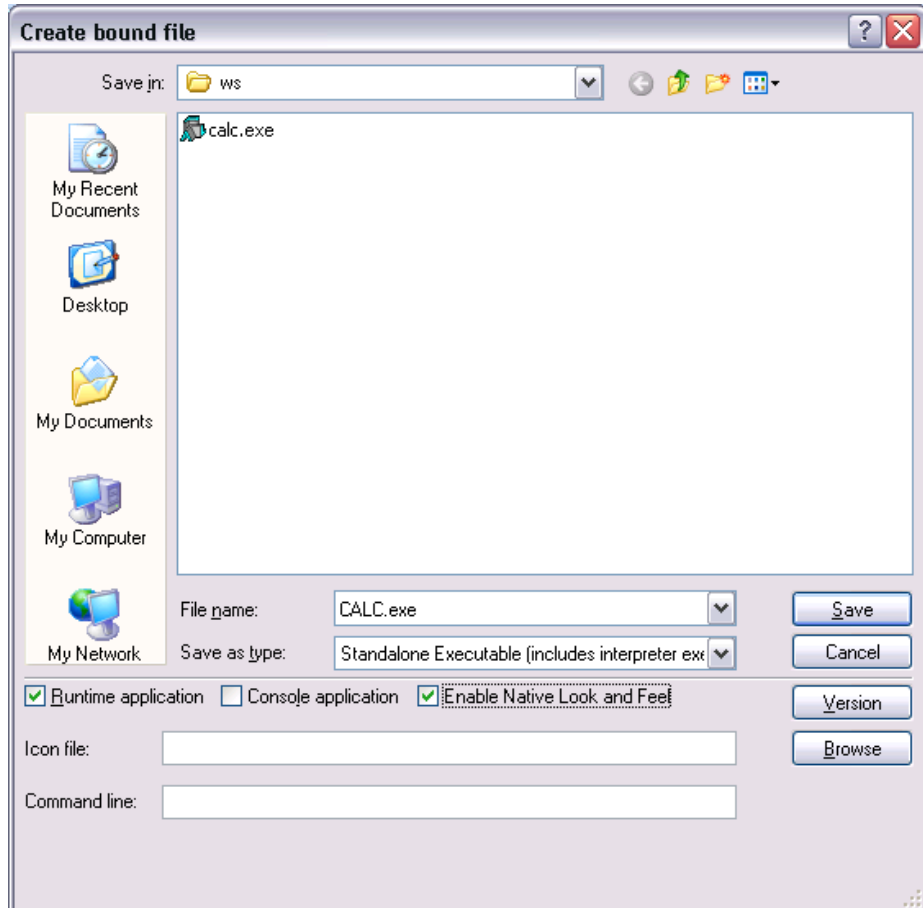 Create bound file
Save in: ws
calc.exe
My Recent
Documents
Desktop
My Documents
My Computer
My Network
File name: CALC.exe Save
Save as type: Standalone Executable (includes interpreter exe Cancel
Runtime application Console application Enable Native Look and Feel Version
Icon file: Browse
Command line: